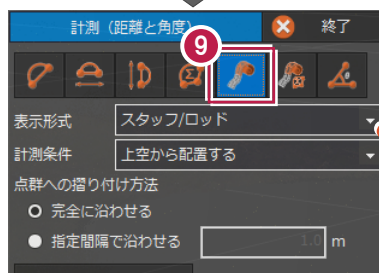 計測（距離と角度）
終了
9
表示形式 スタッフ/ロッド
計測条件 上空から配置する
点群への摺り付け方法
完全に沿わせる
指定間隔で沿わせる 1.0 m